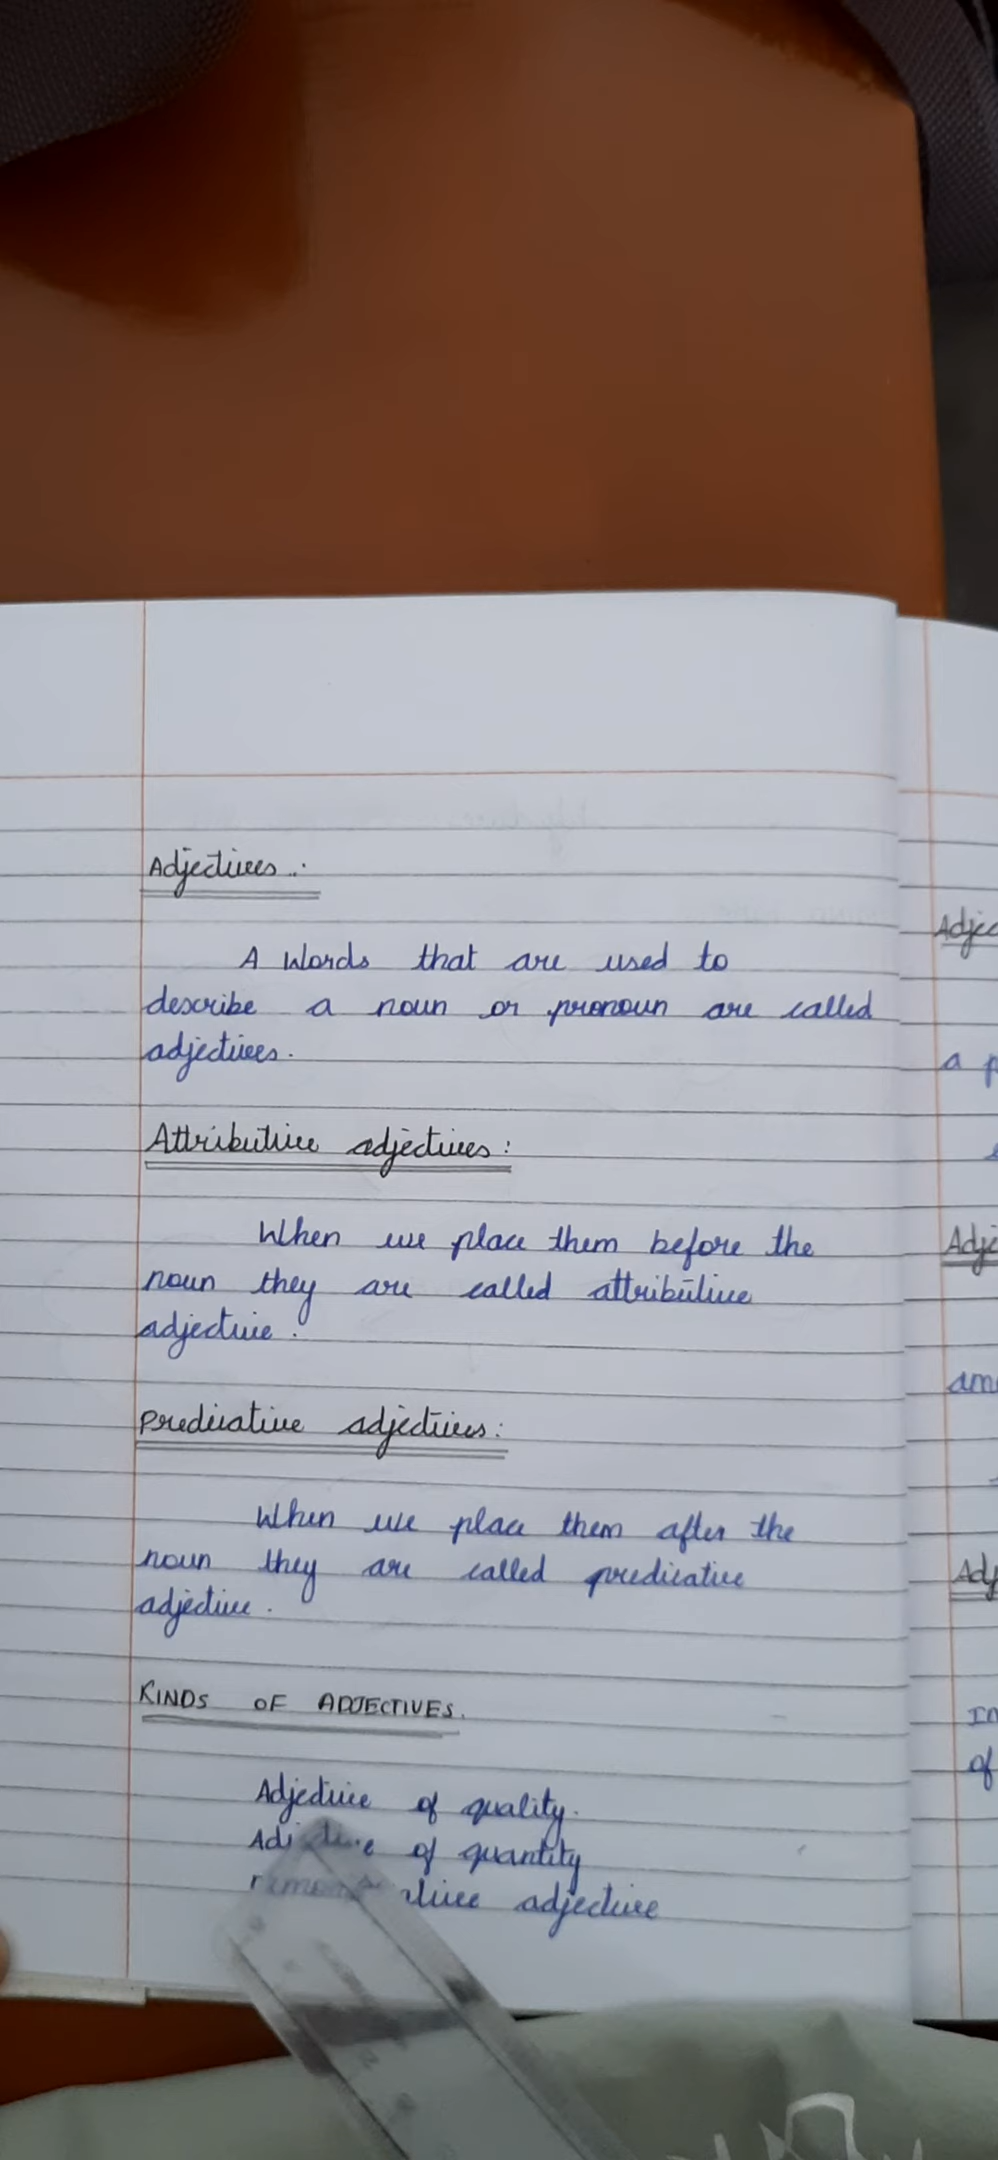 Adjectives :
A Words that are used to
describe a noun or pronoun are called
adjectives.
Attributive adjectives :
When we place them before the
noun they are called attributive
adjective.
Predicative adjectives :
When we place them after the
noun they are called predicative
adjective.
KINDS OF ADJECTIVES.
Adjective of quality.
Adjective of quantity
adjective
a
of